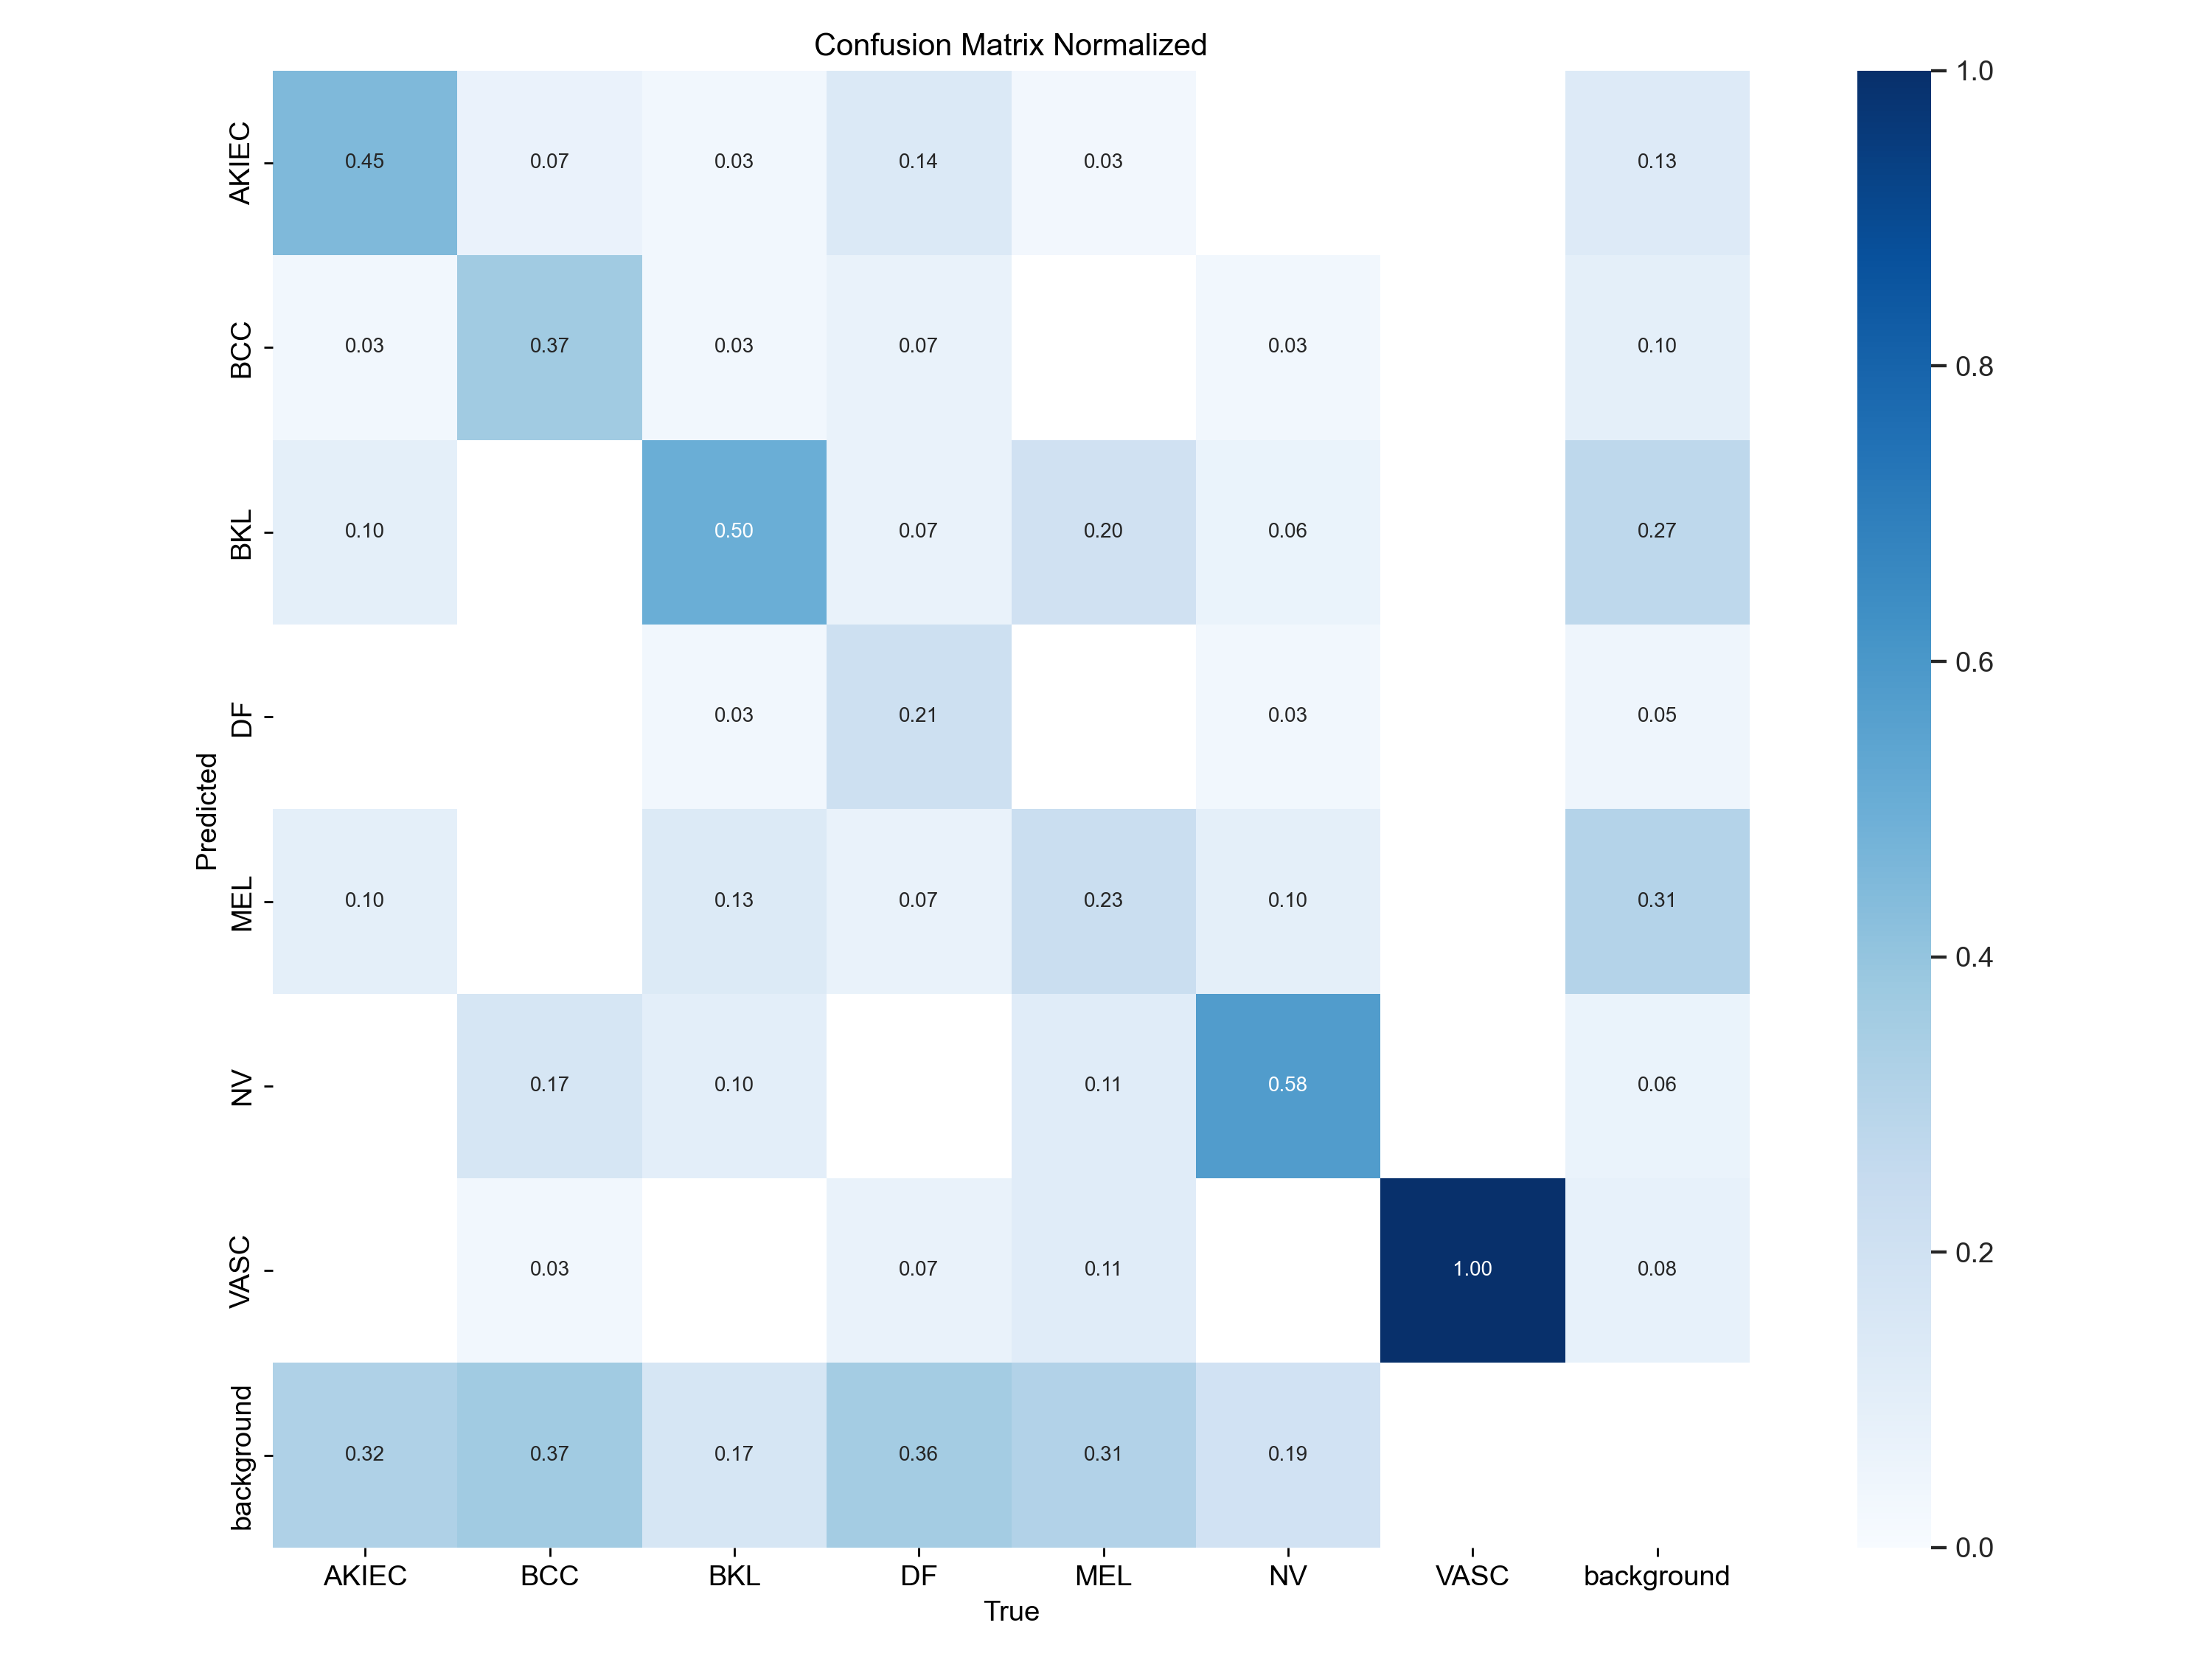 Confusion Matrix Normalized
AKIEC 0.45 0.07 0.03 0.14 0.03 0.13
BCC 0.03 0.37 0.03 0.07 0.03 0.10
BKL 0.10 0.50 0.07 0.20 0.06 0.27
DF 0.03 0.21 0.03 0.05
MEL 0.10 0.13 0.07 0.23 0.10 0.31
NV 0.17 0.10 0.11 0.58 0.06
VASC 0.03 0.07 0.11 1.00 0.08
background 0.32 0.37 0.17 0.36 0.31 0.19
Predicted
AKIEC BCC BKL DF MEL NV VASC background
True
1.0
0.8
0.6
0.4
0.2
0.0